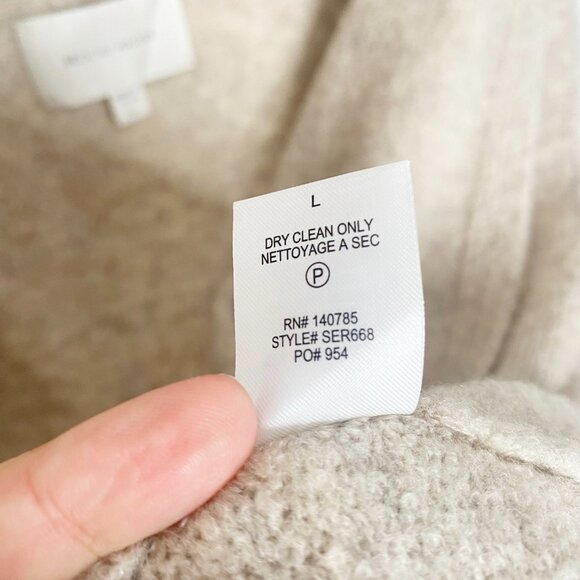 L
DRY CLEAN ONLY
NETTOYAGE A SEC
P
RN# 140785
STYLE# SER668
PO# 954